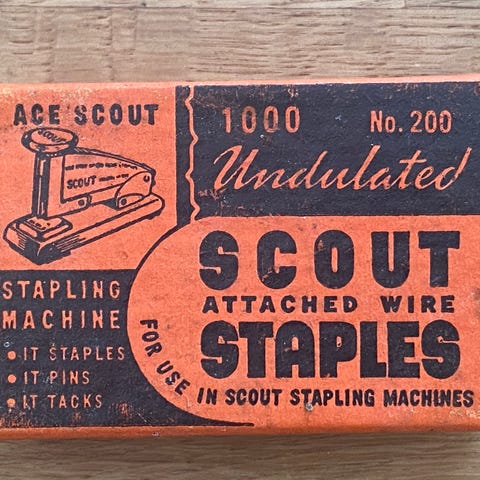 ACE SCOUT
SCOUT
SCOUT
STAPLING
MACHINE
• IT STAPLES
• IT PINS
• IT TACKS
1000 No. 200
Undulated
SCOUT
ATTACHED WIRE
STAPLES
FOR USE
IN SCOUT STAPLING MACHINES